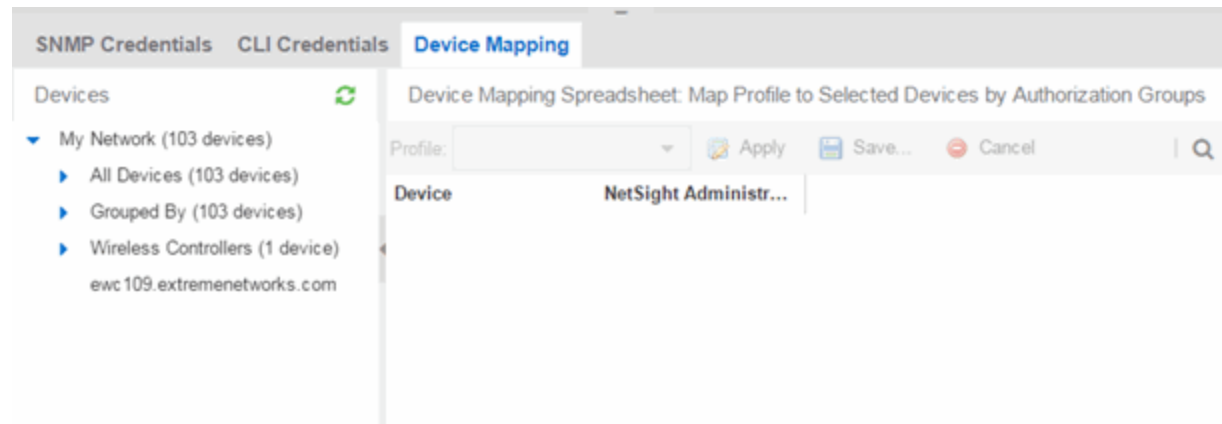 SNMP Credentials CLI Credentials Device Mapping
Devices
Device Mapping Spreadsheet: Map Profile to Selected Devices by Authorization Groups
My Network (103 devices)
All Devices (103 devices)
Grouped By (103 devices)
Wireless Controllers (1 device)
ewc109.extremenetworks.com
Profile: Apply Save... Cancel
Device NetSight Administr...